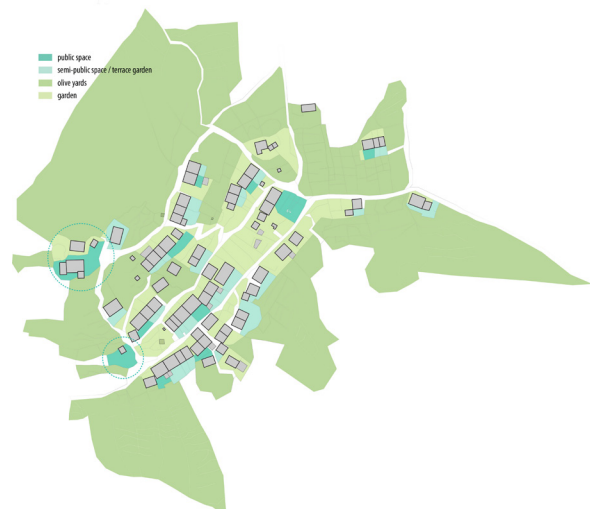 public space
semi-public space / terrace garden
olive yards
garden